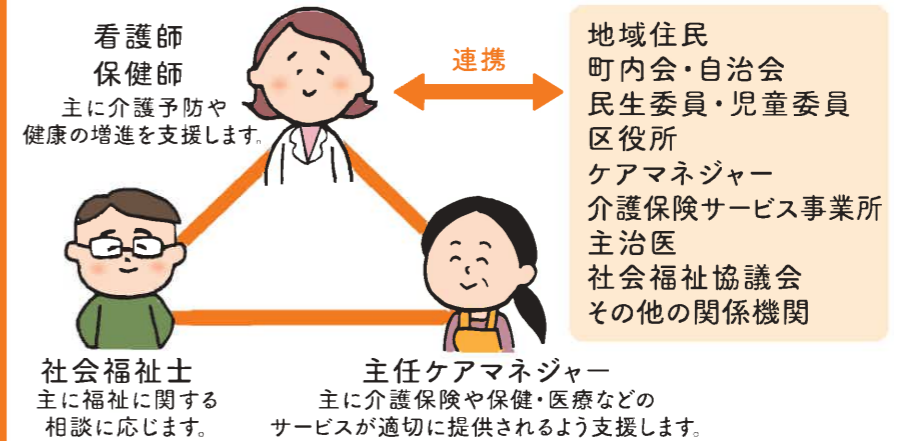 看護師
保健師
主に介護予防や
健康の増進を支援します。
連携
地域住民
町内会・自治会
民生委員・児童委員
区役所
ケアマネジャー
介護保険サービス事業所
主治医
社会福祉協議会
その他の関係機関
社会福祉士
主に福祉に関する
相談に応じます。
主任ケアマネジャー
主に介護保険や保健・医療などの
サービスが適切に提供されるよう支援します。